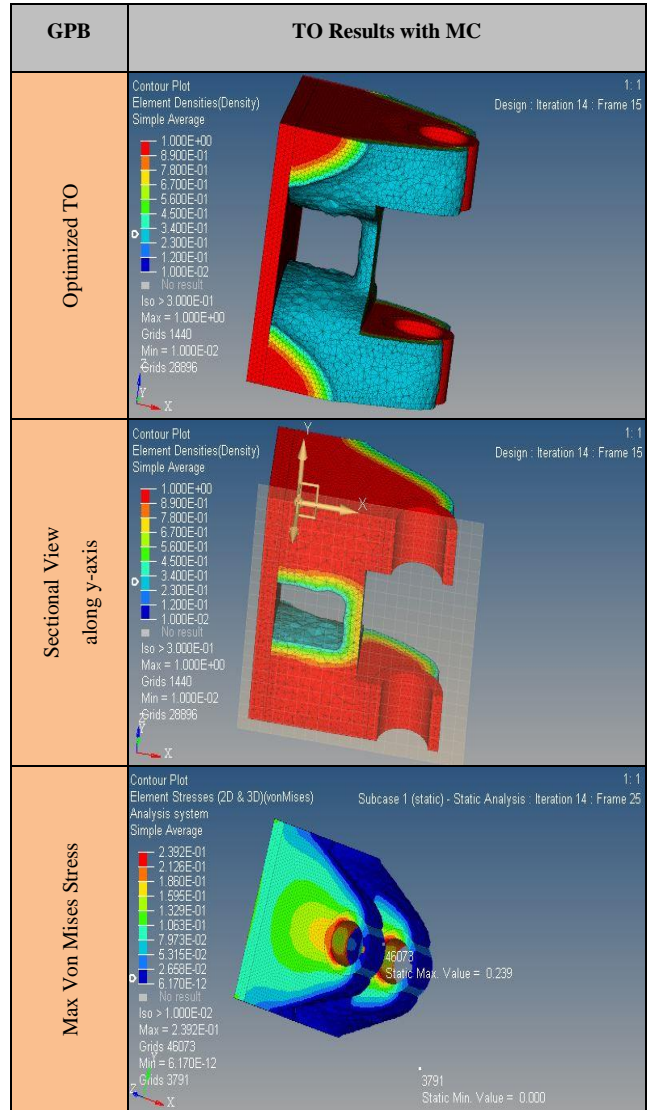 GPB
TO Results with MC
Optimized TO
Contour Plot
Element Densities(Density)
Simple Average
1: 1
Design : Iteration 14 : Frame 15
1.000E+00
8.900E-01
7.800E-01
6.700E-01
5.600E-01
4.500E-01
3.400E-01
2.300E-01
1.200E-01
1.000E-02
No result
Iso > 3.000E-01
Max = 1.000E+00
Grids 1440
Min = 1.000E-02
Grids 28896
Z
Y
X
Sectional View
along y-axis
Contour Plot
Element Densities(Density)
Simple Average
1: 1
Design : Iteration 14 : Frame 15
1.000E+00
8.900E-01
7.800E-01
6.700E-01
5.600E-01
4.500E-01
3.400E-01
2.300E-01
1.200E-01
1.000E-02
No result
Iso > 3.000E-01
Max = 1.000E+00
Grids 1440
Min = 1.000E-02
Grids 28896
Y
X
Z
X
Max Von Mises Stress
Contour Plot
Element Stresses (2D & 3D)(vonMises)
Analysis system
Simple Average
1: 1
Subcase 1 (static) - Static Analysis : Iteration 14 : Frame 25
2.392E-01
2.126E-01
1.860E-01
1.595E-01
1.329E-01
1.063E-01
7.973E-02
5.315E-02
2.658E-02
6.170E-12
No result
Iso > 1.000E-02
Max = 2.392E-01
Grids 46073
Min = 6.170E-12
Grids 3791
46073
Static Max. Value = 0.239
3791
Static Min. Value = 0.000
Z
Y
X